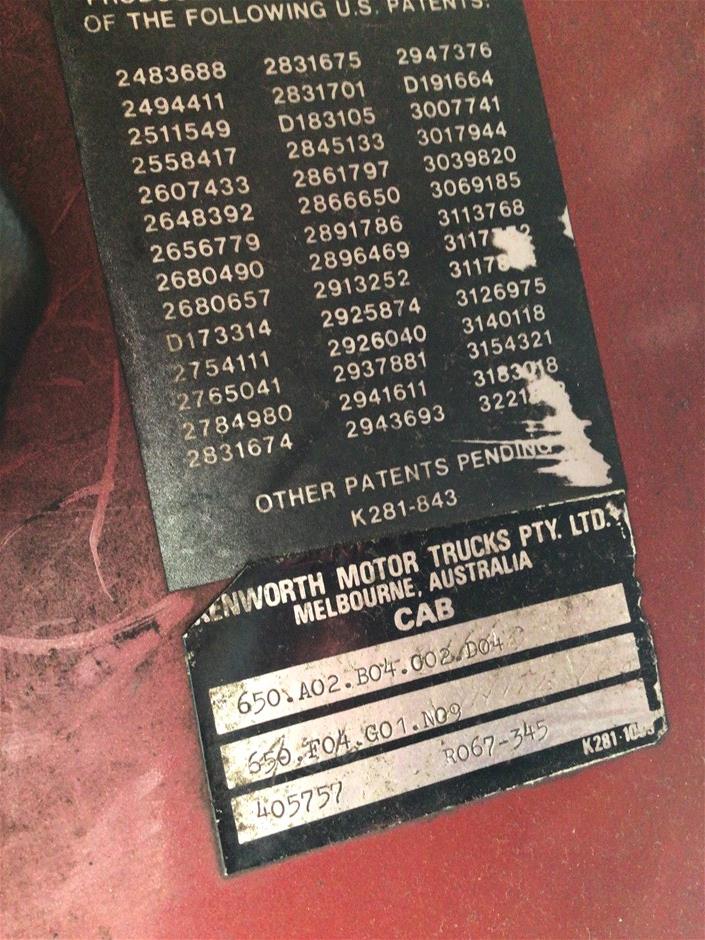 OF THE FOLLOWING U.S. PATENTS:
2483688 2831675 2947376
2494411 2831701 D191664
2511549 D183105 3007741
2558417 2845133 3017944
2607433 2861797 3039820
2648392 2866650 3069185
2656779 2891786 3113768
2680490 2896469
2680657 2913252
D173314 2925874 3126975
2754111 2926040 3140118
2765041 2937881 3154321
2784980 2941611 3183018
2831674 2943693
OTHER PATENTS PENDING
K281-843
KENWORTH MOTOR TRUCKS PTY. LTD.
MELBOURNE, AUSTRALIA
CAB
650.A02.B04.C02.D04
650.F04.G01.N09
405757 R067-345